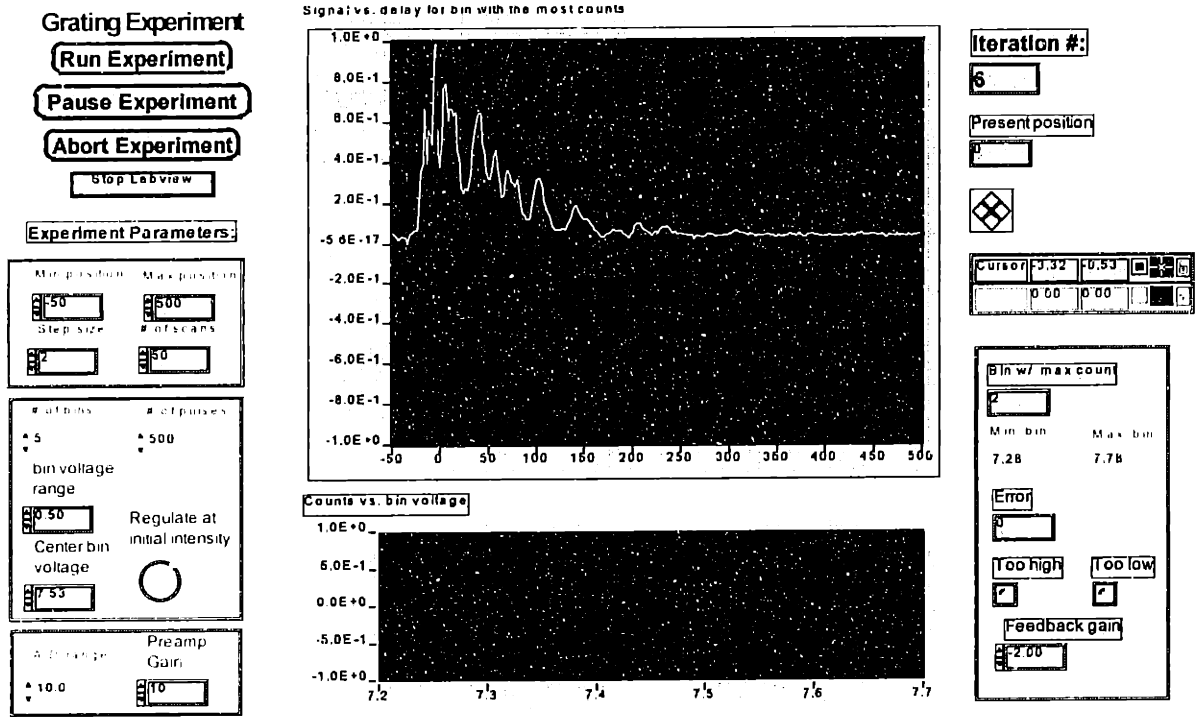 Grating Experiment
Run Experiment
Pause Experiment
Abort Experiment
Stop Labview
Experiment Parameters:
Min position
Max position
-50
500
Step size
# of scans
2
50
# of bins
# of pulses
5
500
bin voltage
range
0.50
Regulate at
initial intensity
Center bin
voltage
7.53
A/D range
Preamp
Gain
10.0
10
Signal vs. delay for bin with the most counts
1.0E+0
8.0E-1
6.0E-1
4.0E-1
2.0E-1
-5.6E-17
-2.0E-1
-4.0E-1
-6.0E-1
-8.0E-1
-1.0E+0
-50 0 50 100 150 200 250 300 350 400 450 500
Counts vs. bin voltage
1.0E+0
5.0E-1
0.0E+0
-5.0E-1
-1.0E+0
7.2 7.3 7.4 7.5 7.6 7.7
Iteration #:
6
Present position
0
Cursor -3.32 -0.53
0.00 0.00
Bin w/ max count
2
Min bin
Max bin
7.28
7.78
Error
0
Too high
Too low
Feedback gain
-2.00